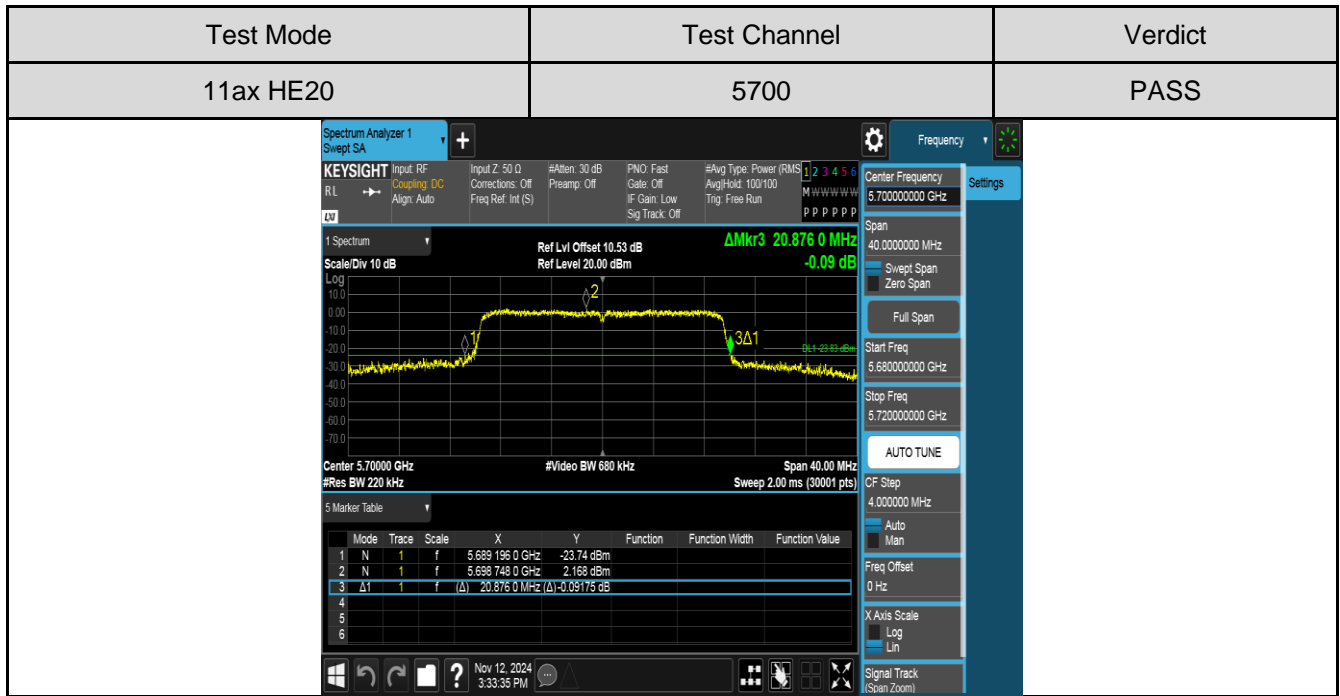 Test Mode Test Channel Verdict
11ax HE20 5700 PASS
Spectrum Analyzer 1
Swept SA
+
Frequency
KEYSIGHT
RL
LXI
Input: RF
Coupling: DC
Align: Auto
Input Z: 50 Ω
Corrections: Off
Freq Ref: Int (S)
#Atten: 30 dB
Preamp: Off
PNO: Fast
Gate: Off
IF Gain: Low
Sig Track: Off
#Avg Type: Power (RMS
Avg|Hold: 100/100
Trig: Free Run
1 2 3 4 5 6
M W W W W W
P P P P P P
1 Spectrum
Scale/Div 10 dB
Ref Lvl Offset 10.53 dB
Ref Level 20.00 dBm
ΔMkr3 20.876 0 MHz
-0.09 dB
Log
10.0
0.00
-10.0
-20.0
-30.0
-40.0
-50.0
-60.0
-70.0
2
1
3Δ1
DL1 -23.83 dBm
Center 5.70000 GHz #Video BW 680 kHz Span 40.00 MHz
#Res BW 220 kHz Sweep 2.00 ms (30001 pts)
5 Marker Table
Mode Trace Scale X Y Function Function Width Function Value
1 N 1 f 5.689 196 0 GHz -23.74 dBm
2 N 1 f 5.698 748 0 GHz 2.168 dBm
3 Δ1 1 f (Δ) 20.876 0 MHz (Δ) -0.09175 dB
4
5
6
Nov 12, 2024
3:33:35 PM
?
Center Frequency
5.700000000 GHz
Settings
Span
40.0000000 MHz
Swept Span
Zero Span
Full Span
Start Freq
5.680000000 GHz
Stop Freq
5.720000000 GHz
AUTO TUNE
CF Step
4.000000 MHz
Auto
Man
Freq Offset
0 Hz
X Axis Scale
Log
Lin
Signal Track
(Span Zoom)